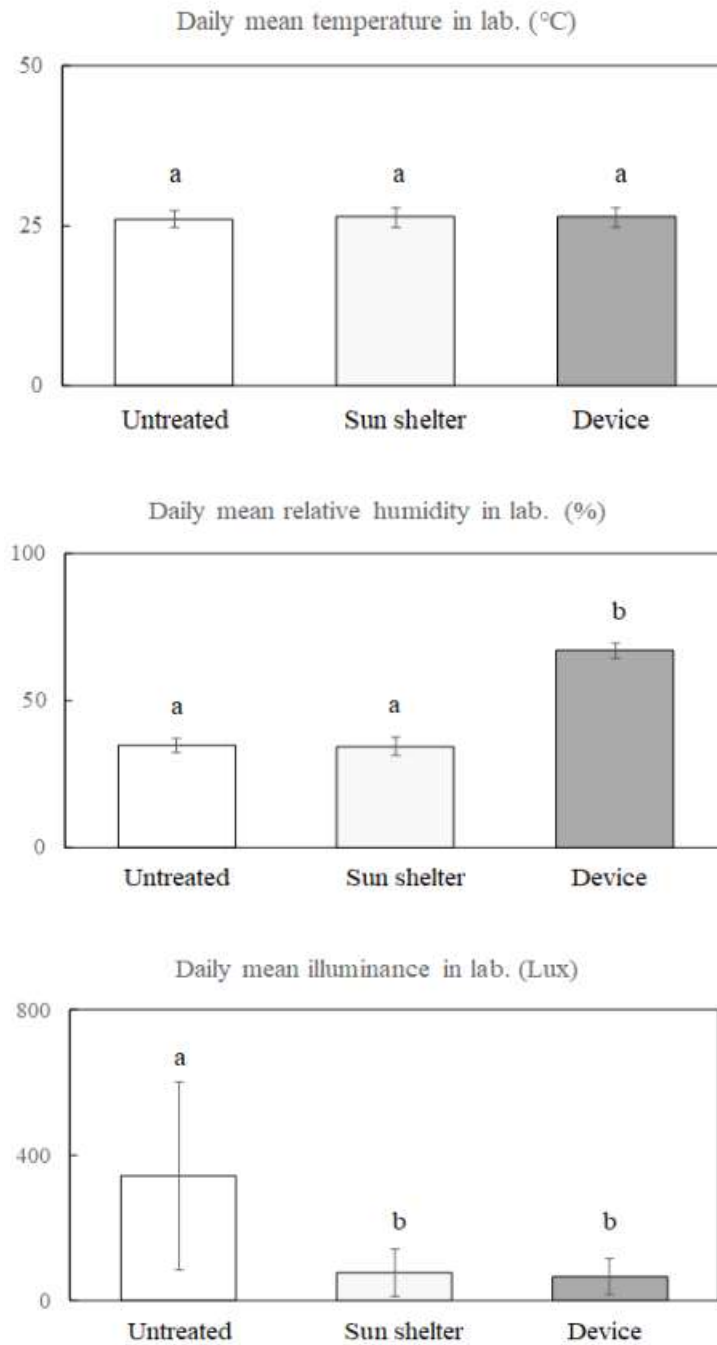 Daily mean temperature in lab. (°C)
50
a a a
25
0
Untreated Sun shelter Device
Daily mean relative humidity in lab. (%)
100
b
a a
50
0
Untreated Sun shelter Device
Daily mean illuminance in lab. (Lux)
800
a
400
b b
0
Untreated Sun shelter Device